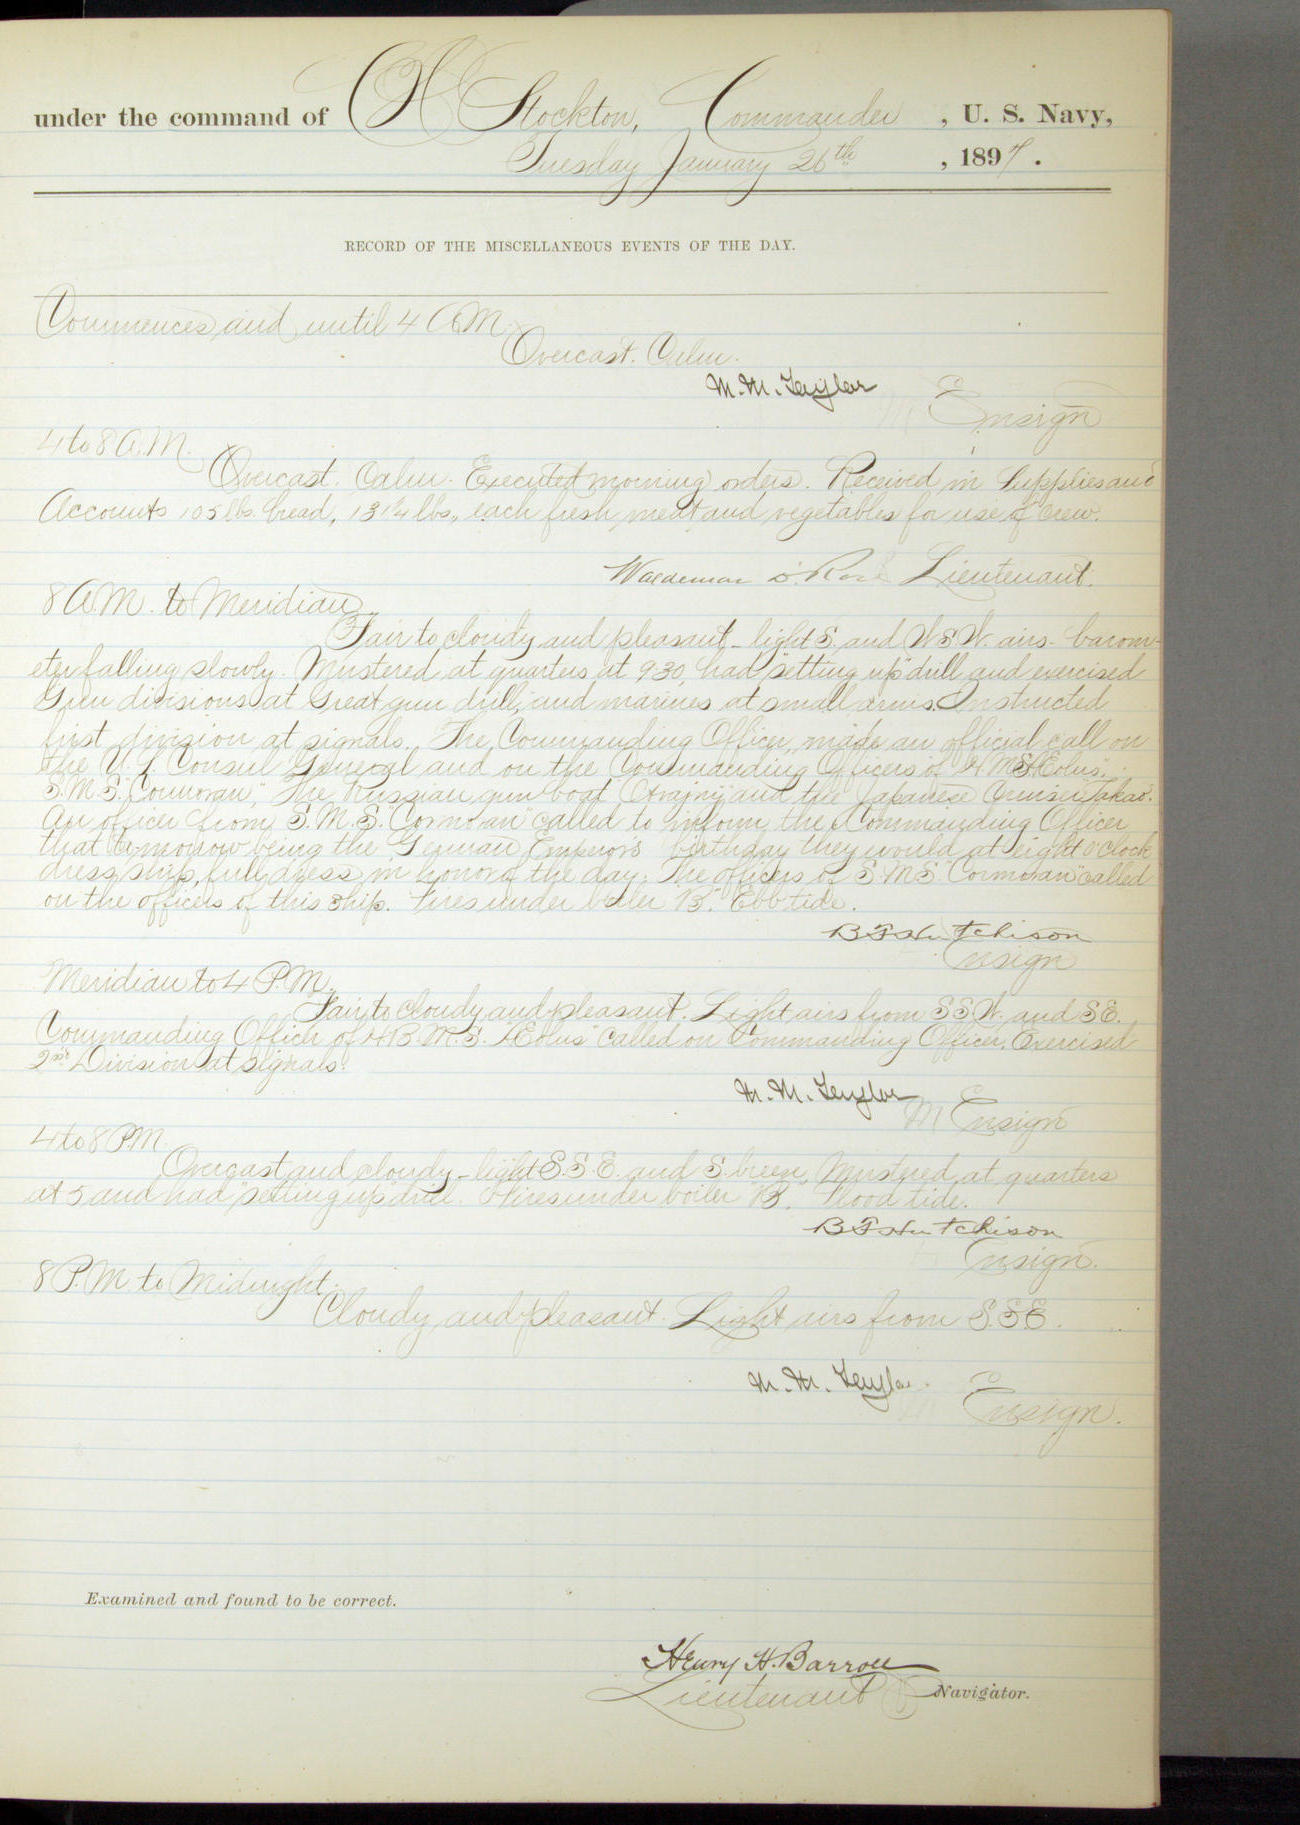 under the command of C H Stockton, Commander, U. S. Navy,
Tuesday January 26th, 1897.
RECORD OF THE MISCELLANEOUS EVENTS OF THE DAY.
Commences and until 4 A.M.
Overcast. Calm.
M. M. Taylor
Ensign
4 to 8 A.M.
Overcast. Calm. Executed morning orders. Received in Supplies and
Accounts 105 lbs. bread, 131¼ lbs., each fresh meat and vegetables for use of crew.
Waldemar D. Rose Lieutenant.
8 A.M. to Meridian
Fair to cloudy and pleasant - light S. and W.S.W. airs - barom-
eter falling slowly. Mustered at quarters at 9.30, had "setting up" drill and exercised
Gun divisions at Great gun drill, and marines at small arms. Instructed
first division at signals. The Commanding Officer, made an official call on
the U.S. Consul General and on the Commanding Officers of H.M.S. "Æolus",
S.M.S. "Cormoran", The Russian gun boat "Otvajny" and the Japanese Cruiser "Takao".
An officer from S.M.S. "Cormoran" called to inform the Commanding Officer
that tomorrow being the German Emperors birthday they would at eight o'clock
dress ship, full dress in honor of the day. The officers of S.M.S. "Cormoran" called
on the officers of this ship. Fires under boiler "B". Ebb tide.
B F Hutchison
Ensign
Meridian to 4 P.M.
Fair to cloudy and pleasant. Light airs from S.S.W. and S.E.
Commanding Officer of H.B.M.S. "Æolus" called on Commanding Officer. Exercised
2nd Division at signals.
M. M. Taylor
Ensign
4 to 8 P.M.
Overcast and cloudy - light S.S.E. and S. breeze. Mustered at quarters
at 5 and had "setting up" drill. Fires under boiler "B". Flood tide.
B F Hutchison
Ensign.
8 P.M. to Midnight.
Cloudy and pleasant. Light airs from S.S.E.
M. M. Taylor
Ensign.
Examined and found to be correct.
Henry H. Barroll
Lieutenant Navigator.